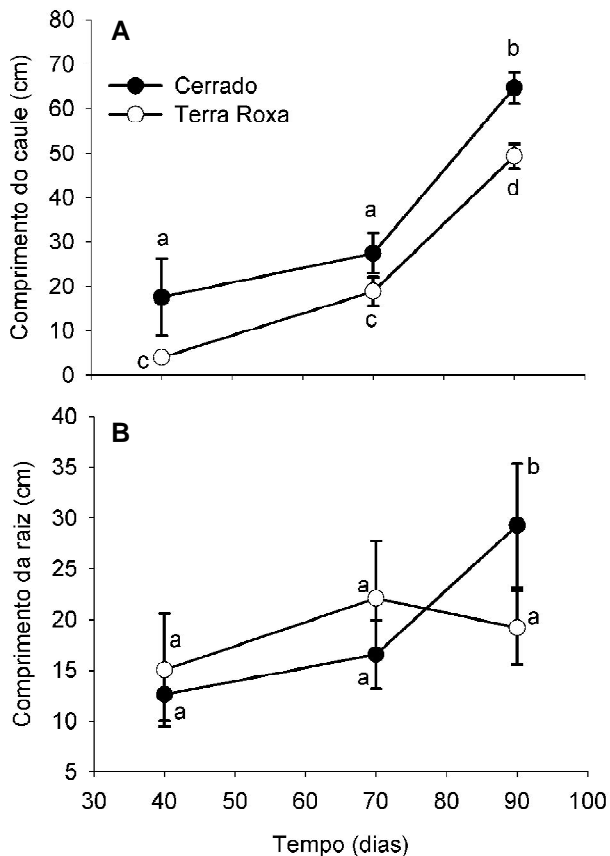 A
Comprimento do caule (cm)
80
70
60
50
40
30
20
10
0
Cerrado
Terra Roxa
a
a
b
c
c
d
B
Comprimento da raiz (cm)
40
35
30
25
20
15
10
5
b
a
a
a
a
a
30 40 50 60 70 80 90 100
Tempo (dias)